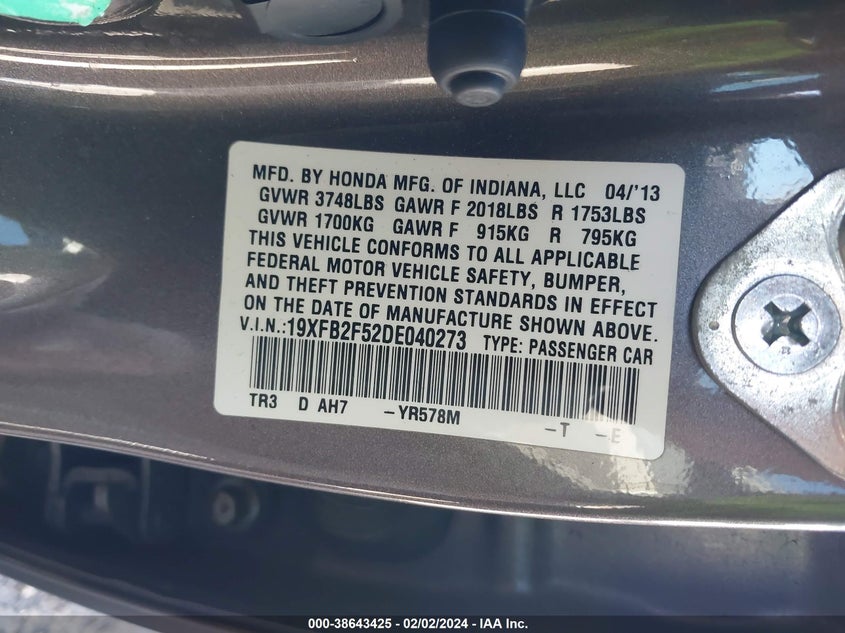 MFD. BY HONDA MFG. OF INDIANA, LLC 04/'13
GVWR 3748LBS GAWR F 2018LBS R 1753LBS
GVWR 1700KG GAWR F 915KG R 795KG
THIS VEHICLE CONFORMS TO ALL APPLICABLE
FEDERAL MOTOR VEHICLE SAFETY, BUMPER,
AND THEFT PREVENTION STANDARDS IN EFFECT
ON THE DATE OF MANUFACTURE SHOWN ABOVE.
V.I.N.:19XFB2F52DE040273 TYPE: PASSENGER CAR
TR3 D AH7 -YR578M -T -E
000-38643425 - 02/02/2024 - IAA Inc.